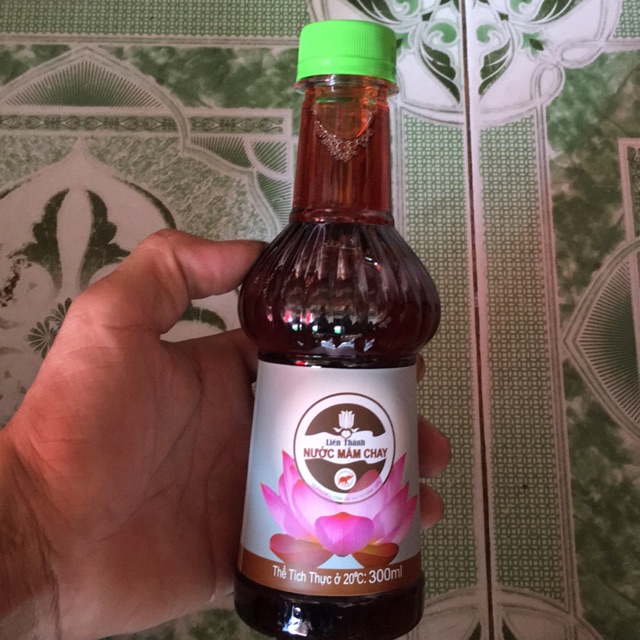 Liên Thành
NƯỚC MẮM CHAY
Thể Tích Thực ở 20°C: 300ml